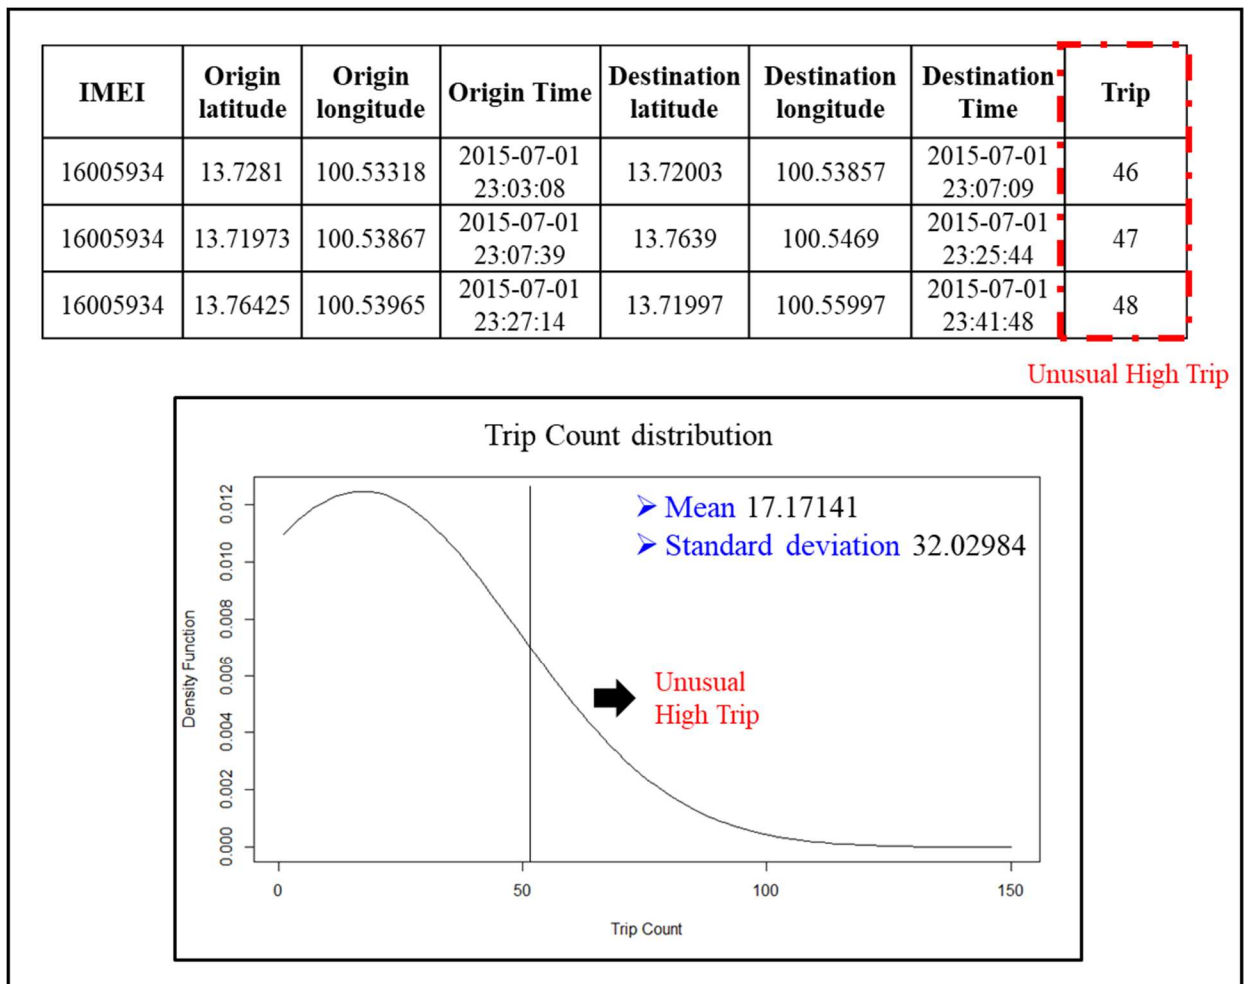 IMEI
Origin
latitude
Origin
longitude
Origin Time
Destination
latitude
Destination
longitude
Destination
Time
Trip
16005934
13.7281
100.53318
2015-07-01
23:03:08
13.72003
100.53857
2015-07-01
23:07:09
46
16005934
13.71973
100.53867
2015-07-01
23:07:39
13.7639
100.5469
2015-07-01
23:25:44
47
16005934
13.76425
100.53965
2015-07-01
23:27:14
13.71997
100.55997
2015-07-01
23:41:48
48
Unusual High Trip
Trip Count distribution
➢ Mean 17.17141
➢ Standard deviation 32.02984
Unusual
High Trip
Density Function
0.012
0.010
0.008
0.006
0.004
0.002
0.000
0
50
100
150
Trip Count